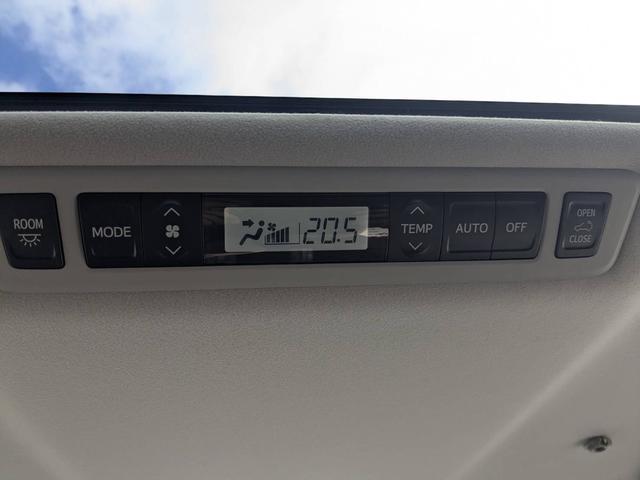 ROOM
MODE
20.5
TEMP
AUTO
OFF
OPEN
CLOSE